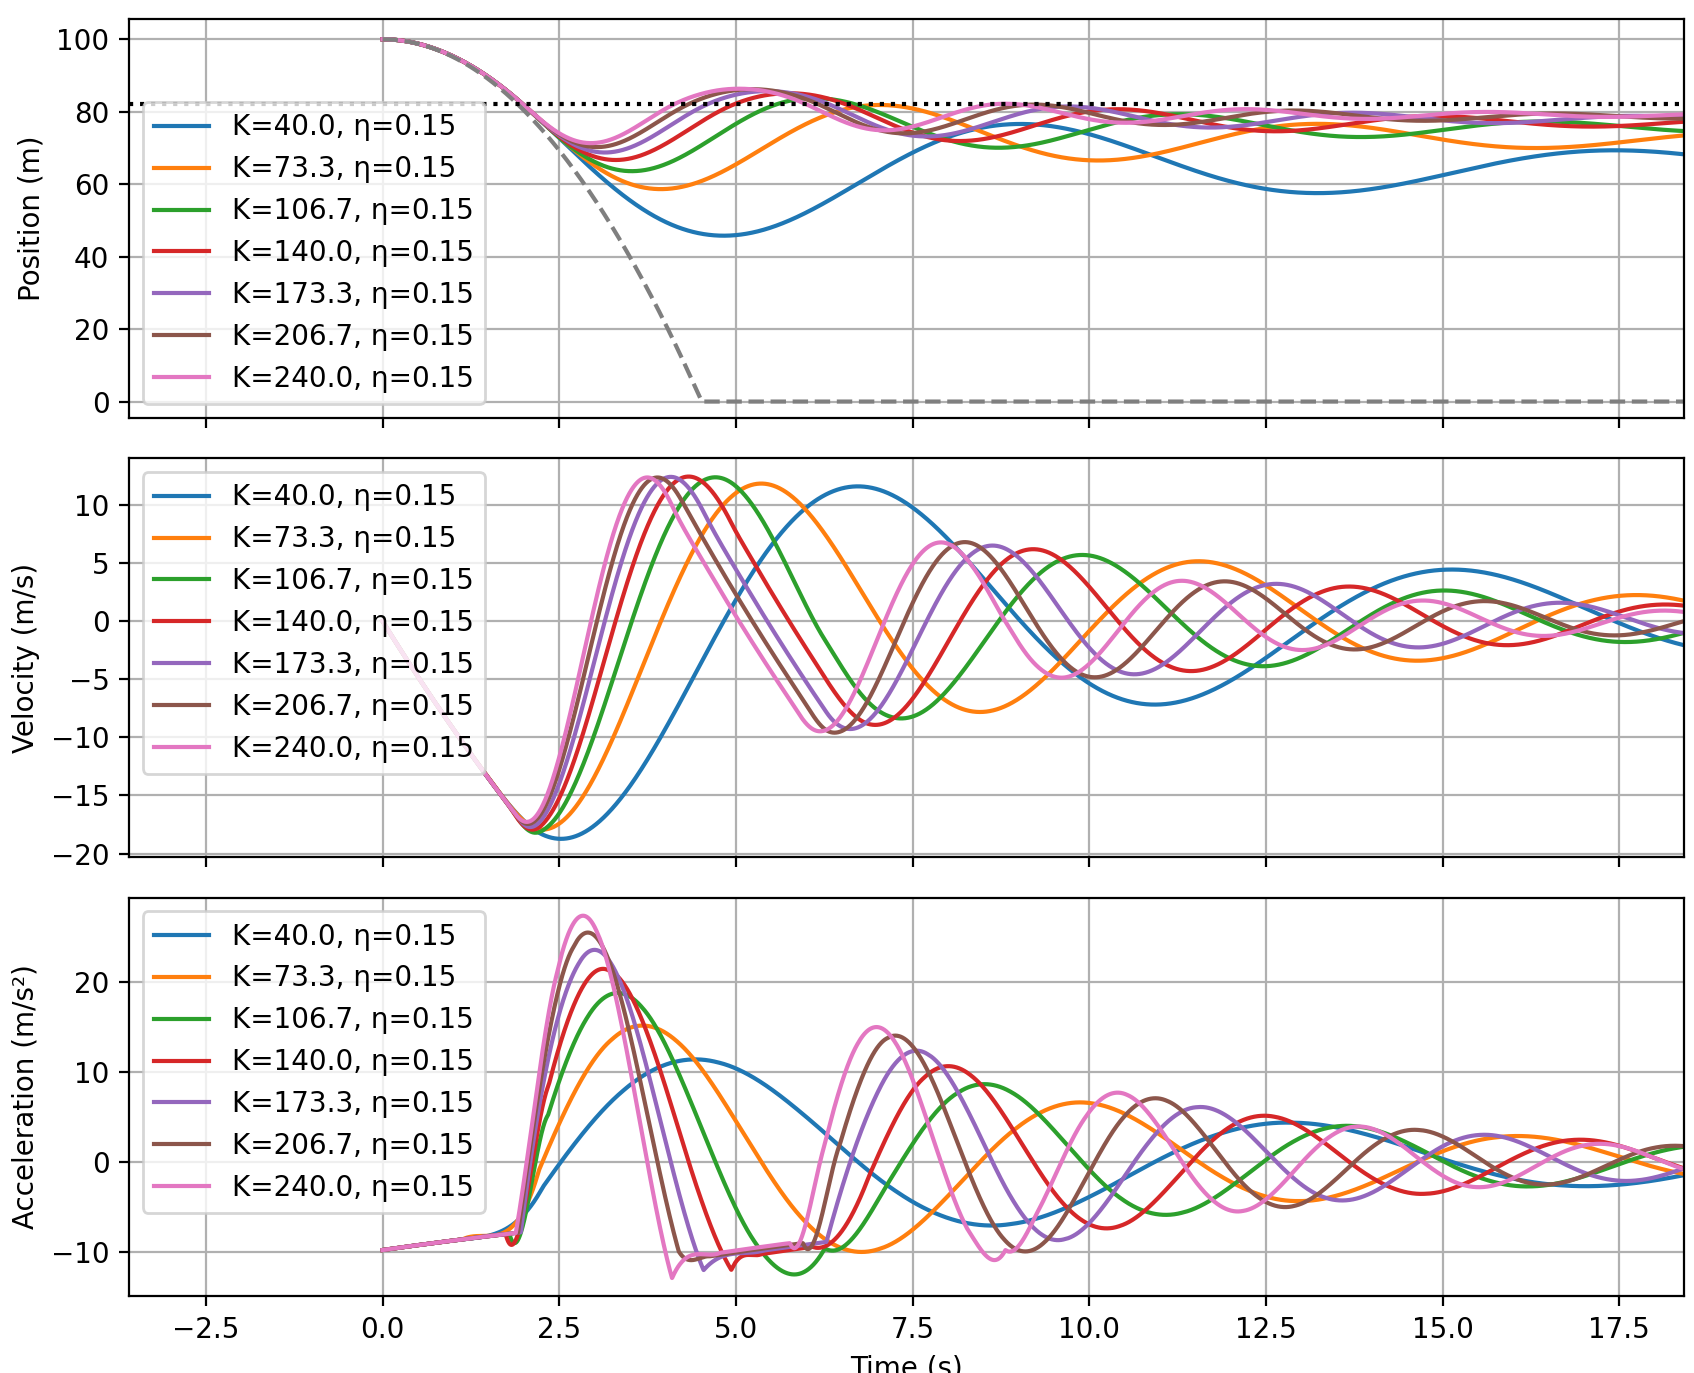 Position (m)
100
80
60
40
20
0
K=40.0, η=0.15
K=73.3, η=0.15
K=106.7, η=0.15
K=140.0, η=0.15
K=173.3, η=0.15
K=206.7, η=0.15
K=240.0, η=0.15
Velocity (m/s)
10
5
0
−5
−10
−15
−20
K=40.0, η=0.15
K=73.3, η=0.15
K=106.7, η=0.15
K=140.0, η=0.15
K=173.3, η=0.15
K=206.7, η=0.15
K=240.0, η=0.15
Acceleration (m/s²)
20
10
0
−10
K=40.0, η=0.15
K=73.3, η=0.15
K=106.7, η=0.15
K=140.0, η=0.15
K=173.3, η=0.15
K=206.7, η=0.15
K=240.0, η=0.15
−2.5 0.0 2.5 5.0 7.5 10.0 12.5 15.0 17.5
Time (s)